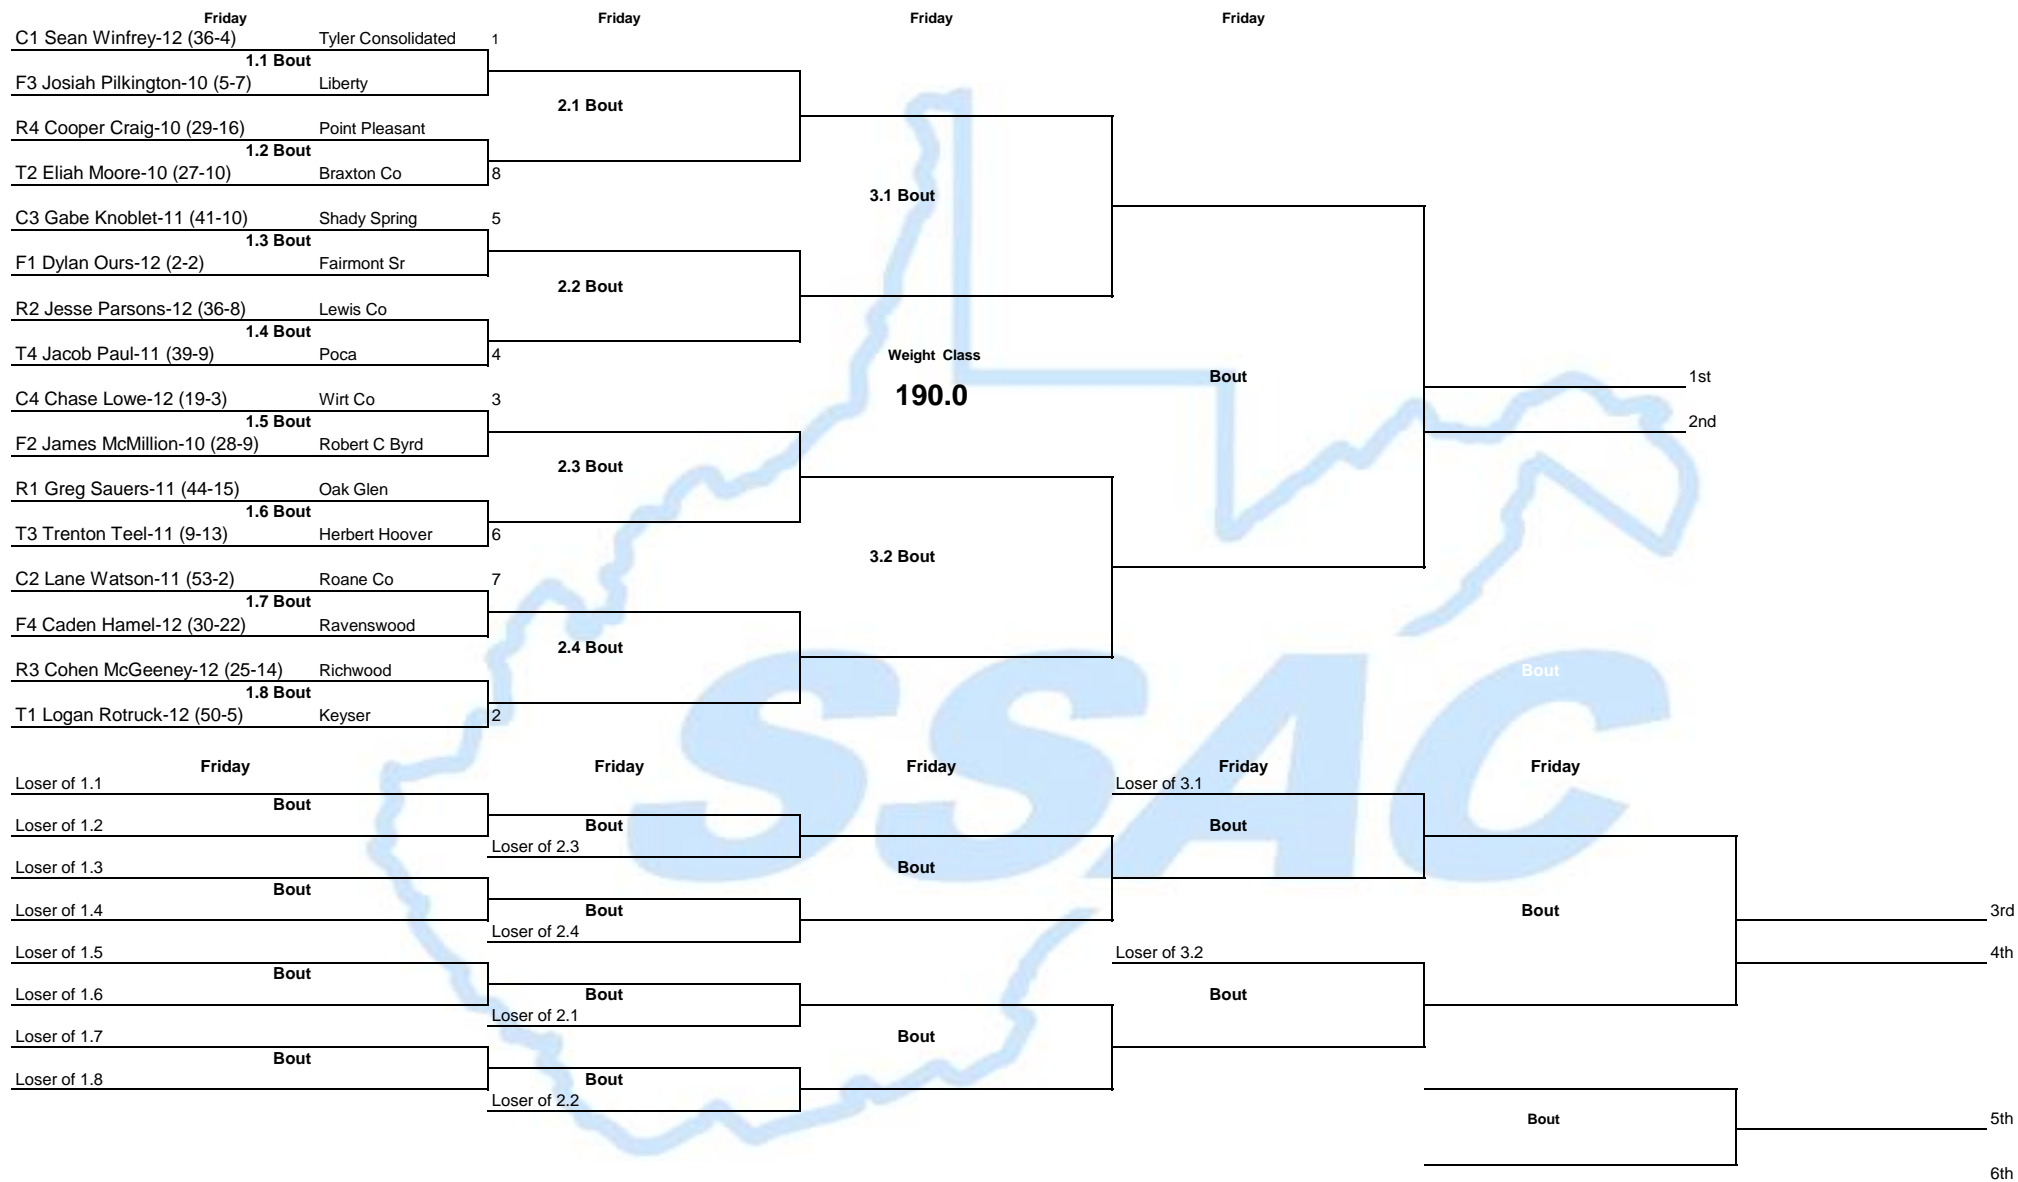 Friday Friday Friday Friday
C1 Sean Winfrey-12 (36-4) Tyler Consolidated 1
1.1 Bout
F3 Josiah Pilkington-10 (5-7) Liberty
2.1 Bout
R4 Cooper Craig-10 (29-16) Point Pleasant
1.2 Bout
T2 Eliah Moore-10 (27-10) Braxton Co 8
3.1 Bout
C3 Gabe Knoblet-11 (41-10) Shady Spring 5
1.3 Bout
F1 Dylan Ours-12 (2-2) Fairmont Sr
2.2 Bout
R2 Jesse Parsons-12 (36-8) Lewis Co
1.4 Bout
T4 Jacob Paul-11 (39-9) Poca 4
Weight Class
Bout 1st
190.0
C4 Chase Lowe-12 (19-3) Wirt Co 3
1.5 Bout 2nd
F2 James McMillion-10 (28-9) Robert C Byrd
2.3 Bout
R1 Greg Sauers-11 (44-15) Oak Glen
1.6 Bout
T3 Trenton Teel-11 (9-13) Herbert Hoover 6
3.2 Bout
C2 Lane Watson-11 (53-2) Roane Co 7
1.7 Bout
F4 Caden Hamel-12 (30-22) Ravenswood
2.4 Bout
R3 Cohen McGeeney-12 (25-14) Richwood Bout
1.8 Bout
T1 Logan Rotruck-12 (50-5) Keyser 2
SSAC
Friday Friday Friday Friday Friday
Loser of 1.1 Loser of 3.1
Bout
Loser of 1.2 Bout Bout
Loser of 2.3
Loser of 1.3 Bout
Bout
Loser of 1.4 Bout Bout 3rd
Loser of 2.4
Loser of 1.5 Loser of 3.2 4th
Bout
Loser of 1.6 Bout Bout
Loser of 2.1
Loser of 1.7 Bout
Bout
Loser of 1.8 Bout
Loser of 2.2
Bout 5th
6th